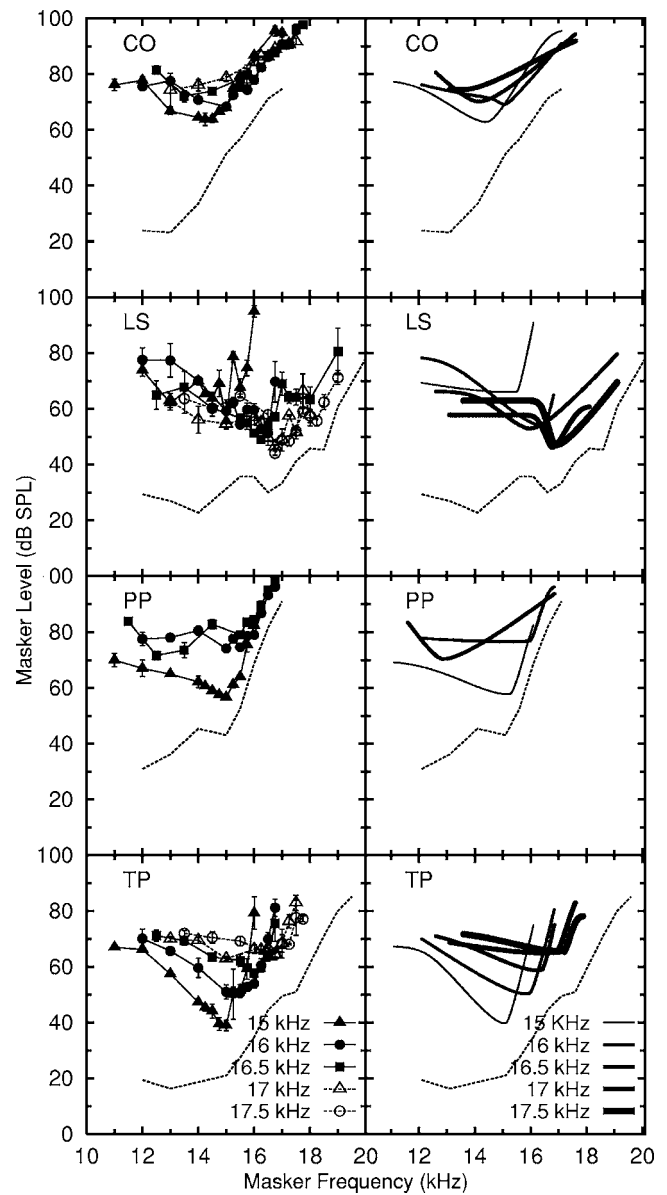 100
CO
CO
80
60
40
20
100
LS
LS
80
60
40
20
00
PP
PP
80
60
40
20
100
TP
TP
80
60
40
20
0
15 kHz
16 kHz
16.5 kHz
17 kHz
17.5 kHz
15 KHz
16 kHz
16.5 kHz
17 kHz
17.5 kHz
10 12 14 16 18 20
12 14 16 18 20
Masker Level (dB SPL)
Masker Frequency (kHz)
Masker Frequency (kHz)